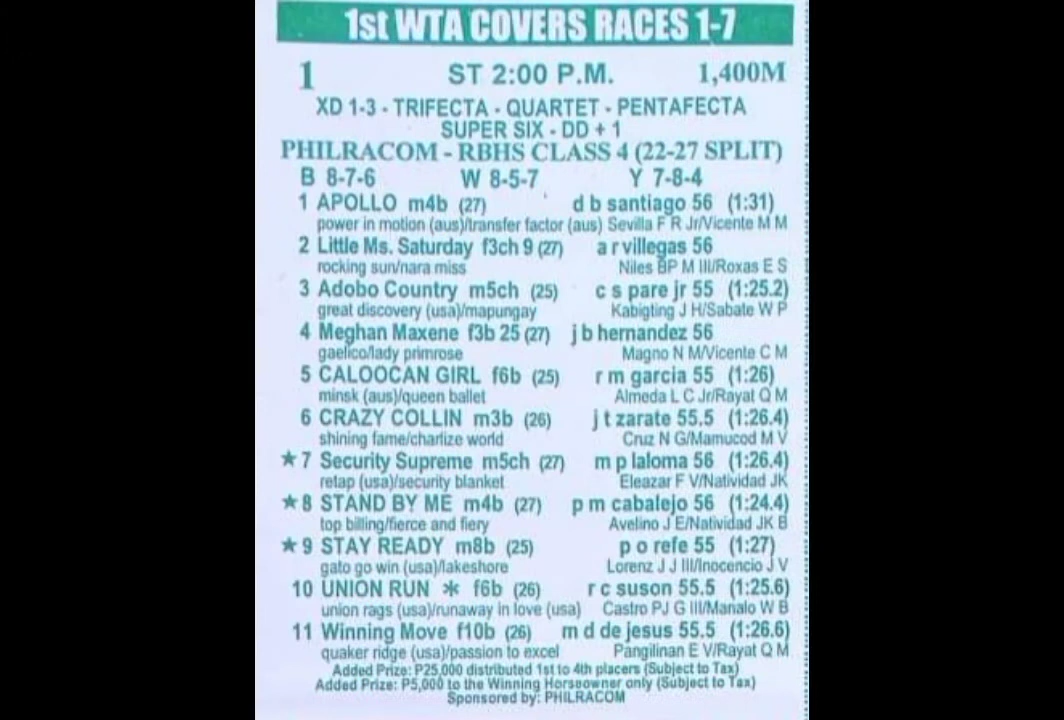 1st WTA COVERS RACES 1-7
1 ST 2:00 P.M. 1,400M
XD 1-3 - TRIFECTA - QUARTET - PENTAFECTA
SUPER SIX - DD + 1
PHILRACOM - RBHS CLASS 4 (22-27 SPLIT)
B 8-7-6 W 8-5-7 Y 7-8-4
1 APOLLO m4b (27) d b santiago 56 (1:31)
power in motion (aus)/transfer factor (aus) Sevilla F R Jr/Vicente M M
2 Little Ms. Saturday f3ch 9 (27) a r villegas 56
rocking sun/nara miss Niles BP M III/Roxas E S
3 Adobo Country m5ch (25) c s pare jr 55 (1:25.2)
great discovery (usa)/mapungay Kabigting J H/Sabate W P
4 Meghan Maxene f3b 25 (27) j b hernandez 56
gaelico/lady primrose Magno N M/Vicente C M
5 CALOOCAN GIRL f6b (25) r m garcia 55 (1:26)
minsk (aus)/queen ballet Almeda L C Jr/Rayat Q M
6 CRAZY COLLIN m3b (26) j t zarate 55.5 (1:26.4)
shining fame/charlize world Cruz N G/Mamucod M V
★ 7 Security Supreme m5ch (27) m p laloma 56 (1:26.4)
retap (usa)/security blanket Eleazar F V/Natividad JK
★ 8 STAND BY ME m4b (27) p m cabalejo 56 (1:24.4)
top billing/fierce and fiery Avelino J E/Natividad JK B
★ 9 STAY READY m8b (25) p o refe 55 (1:27)
gato go win (usa)/lakeshore Lorenz J J III/Inocencio J V
10 UNION RUN * f6b (26) r c suson 55.5 (1:25.6)
union rags (usa)/runaway in love (usa) Castro PJ G III/Manalo W B
11 Winning Move f10b (26) m d de jesus 55.5 (1:26.6)
quaker ridge (usa)/passion to excel Pangilinan E V/Rayat Q M
Added Prize: P25,000 distributed 1st to 4th placers (Subject to Tax)
Added Prize: P5,000 to the Winning Horseowner only (Subject to Tax)
Sponsored by: PHILRACOM